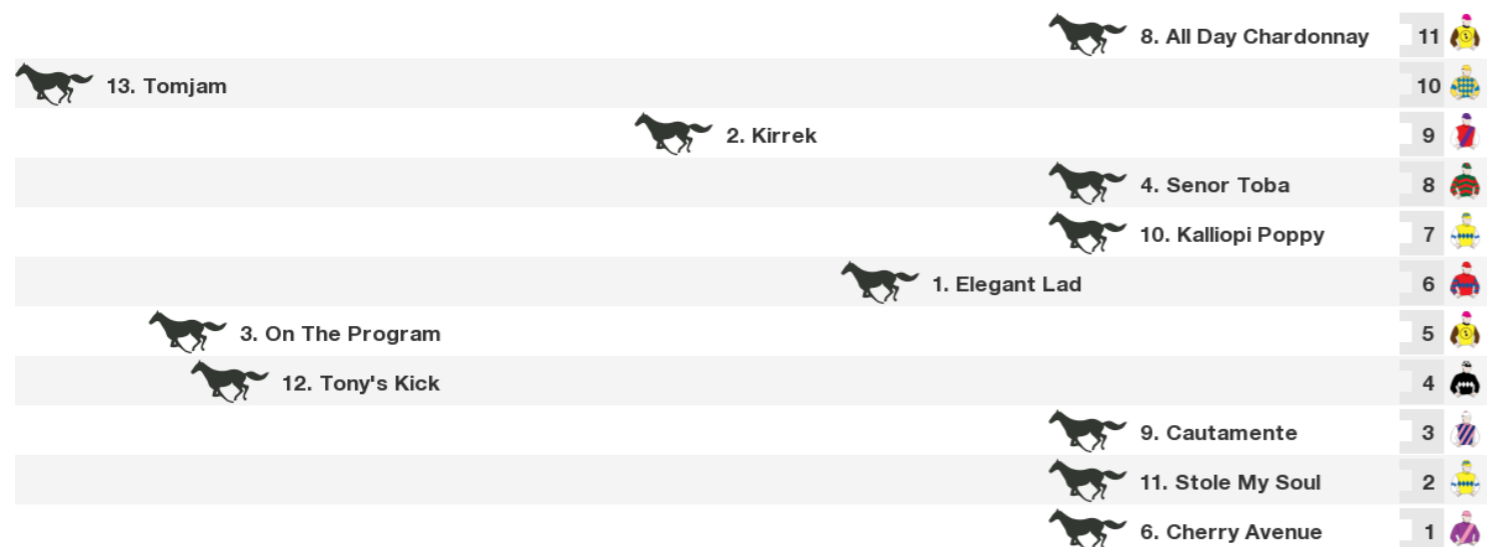 8. All Day Chardonnay 11
13. Tomjam 10
2. Kirrek 9
4. Senor Toba 8
10. Kalliopi Poppy 7
1. Elegant Lad 6
3. On The Program 5
12. Tony's Kick 4
9. Cautamente 3
11. Stole My Soul 2
6. Cherry Avenue 1